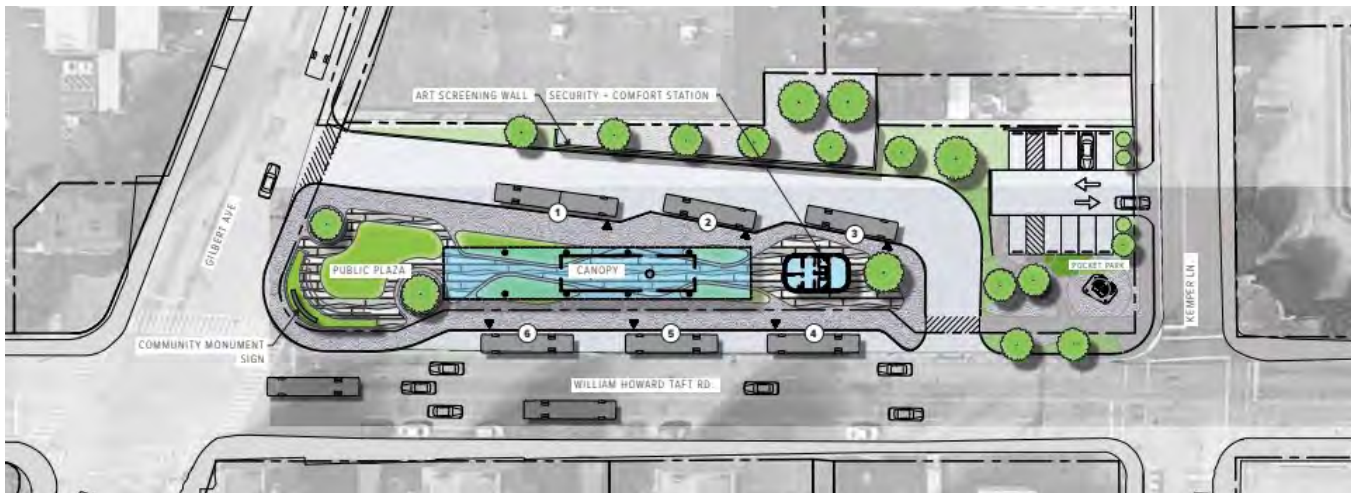 ART SCREENING WALL
SECURITY + COMFORT STATION
1
2
3
GILBERT AVE.
PUBLIC PLAZA
CANOPY
POCKET PARK
KEMPER LN.
COMMUNITY MONUMENT
SIGN
6
5
4
WILLIAM HOWARD TAFT RD.